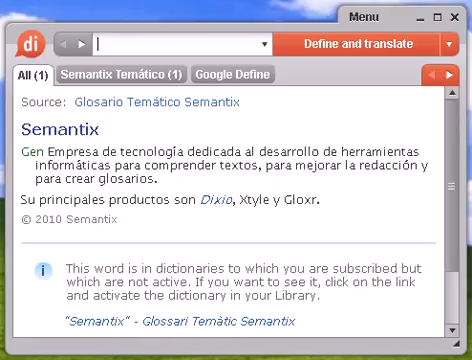 Menu
di
Define and translate
All (1)
Semantix Temático (1)
Google Define
Source: Glosario Temático Semantix
Semantix
Gen Empresa de tecnología dedicada al desarrollo de herramientas
informáticas para comprender textos, para mejorar la redacción y
para crear glosarios.
Su principales productos son Dixio, Xtyle y Gloxr.
© 2010 Semantix
This word is in dictionaries to which you are subscribed but
which are not active. If you want to see it, click on the link
and activate the dictionary in your Library.
"Semantix" - Glossari Temàtic Semantix